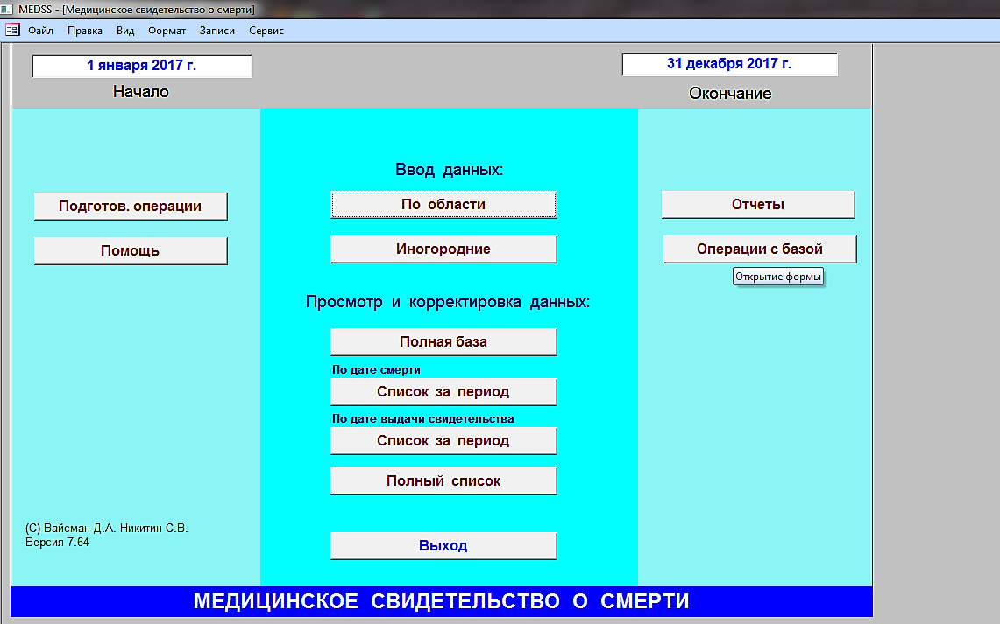 MEDSS - [Медицинское свидетельство о смерти]
Файл Правка Вид Формат Записи Сервис
1 января 2017 г.
31 декабря 2017 г.
Начало
Окончание
Ввод данных:
Подготов. операции
По области
Отчеты
Помощь
Иногородние
Операции с базой
Открытие формы
Просмотр и корректировка данных:
Полная база
По дате смерти
Список за период
По дате выдачи свидетельства
Список за период
Полный список
(C) Вайсман Д.А. Никитин С.В.
Версия 7.64
Выход
МЕДИЦИНСКОЕ СВИДЕТЕЛЬСТВО О СМЕРТИ